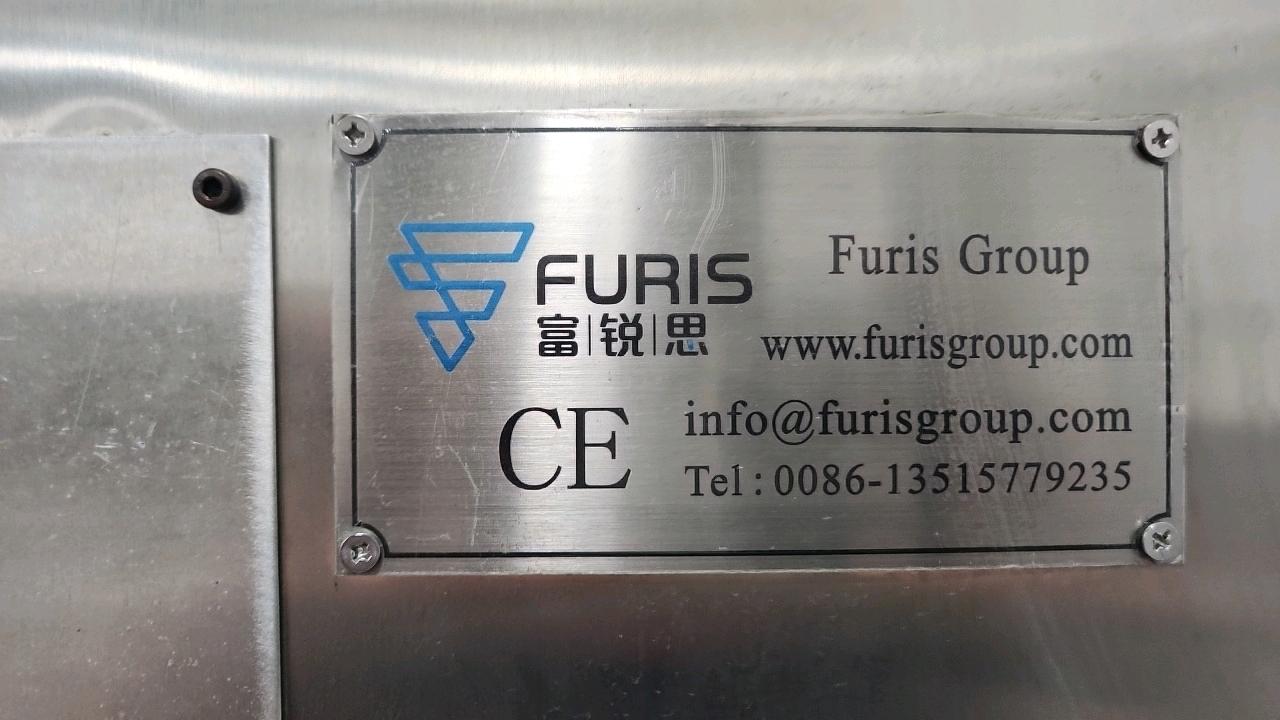 FURIS
富|锐|思
CE
Furis Group
www.furisgroup.com
info@furisgroup.com
Tel:0086-13515779235